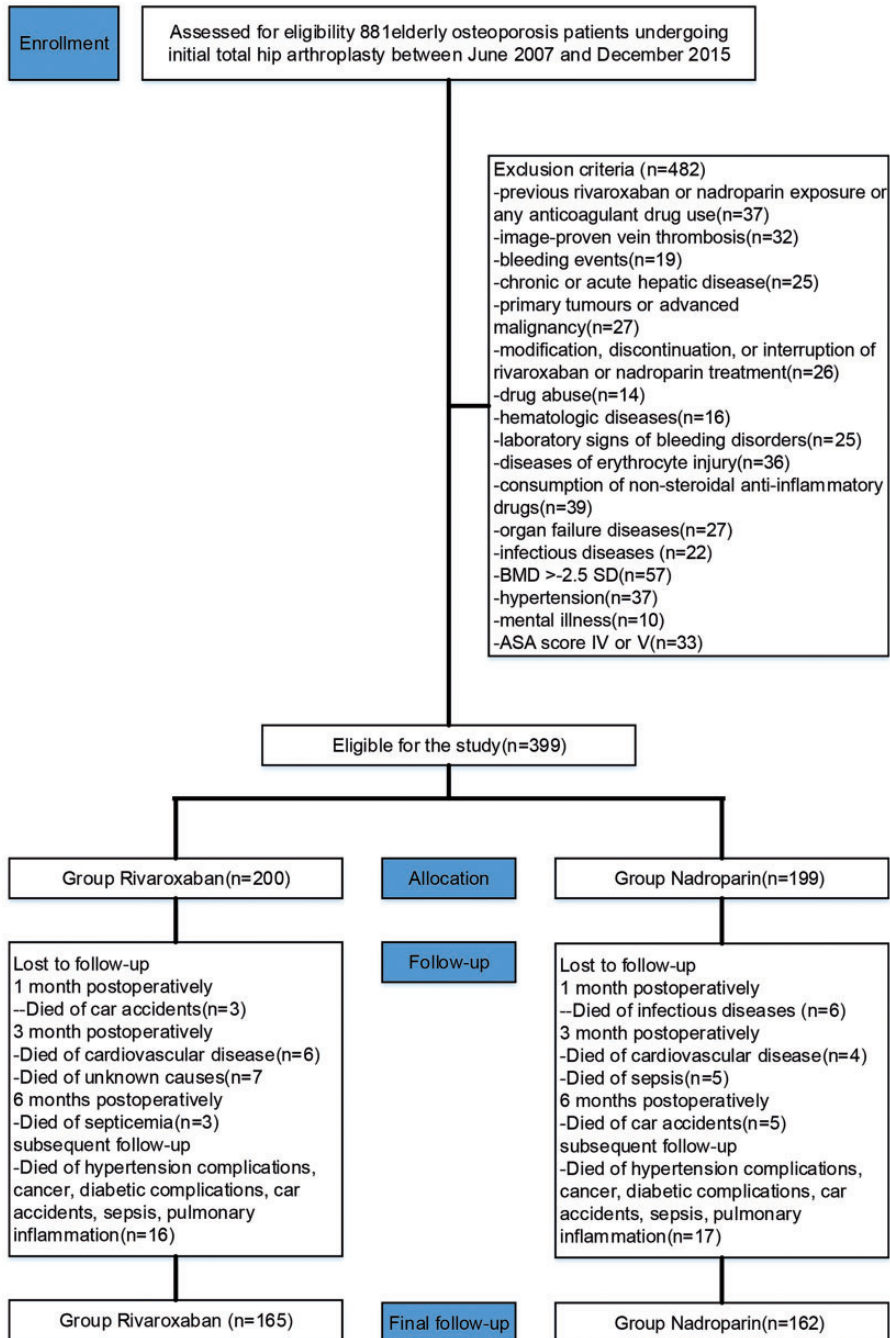 Enrollment
Assessed for eligibility 881elderly osteoporosis patients undergoing
initial total hip arthroplasty between June 2007 and December 2015
Exclusion criteria (n=482)
-previous rivaroxaban or nadroparin exposure or
any anticoagulant drug use(n=37)
-image-proven vein thrombosis(n=32)
-bleeding events(n=19)
-chronic or acute hepatic disease(n=25)
-primary tumours or advanced
malignancy(n=27)
-modification, discontinuation, or interruption of
rivaroxaban or nadroparin treatment(n=26)
-drug abuse(n=14)
-hematologic diseases(n=16)
-laboratory signs of bleeding disorders(n=25)
-diseases of erythrocyte injury(n=36)
-consumption of non-steroidal anti-inflammatory
drugs(n=39)
-organ failure diseases(n=27)
-infectious diseases (n=22)
-BMD >-2.5 SD(n=57)
-hypertension(n=37)
-mental illness(n=10)
-ASA score IV or V(n=33)
Eligible for the study(n=399)
Group Rivaroxaban(n=200)
Allocation
Group Nadroparin(n=199)
Lost to follow-up
1 month postoperatively
--Died of car accidents(n=3)
3 month postoperatively
-Died of cardiovascular disease(n=6)
-Died of unknown causes(n=7
6 months postoperatively
-Died of septicemia(n=3)
subsequent follow-up
-Died of hypertension complications,
cancer, diabetic complications, car
accidents, sepsis, pulmonary
inflammation(n=16)
Follow-up
Lost to follow-up
1 month postoperatively
--Died of infectious diseases (n=6)
3 month postoperatively
-Died of cardiovascular disease(n=4)
-Died of sepsis(n=5)
6 months postoperatively
-Died of car accidents(n=5)
subsequent follow-up
-Died of hypertension complications,
cancer, diabetic complications, car
accidents, sepsis, pulmonary
inflammation(n=17)
Group Rivaroxaban (n=165)
Final follow-up
Group Nadroparin(n=162)